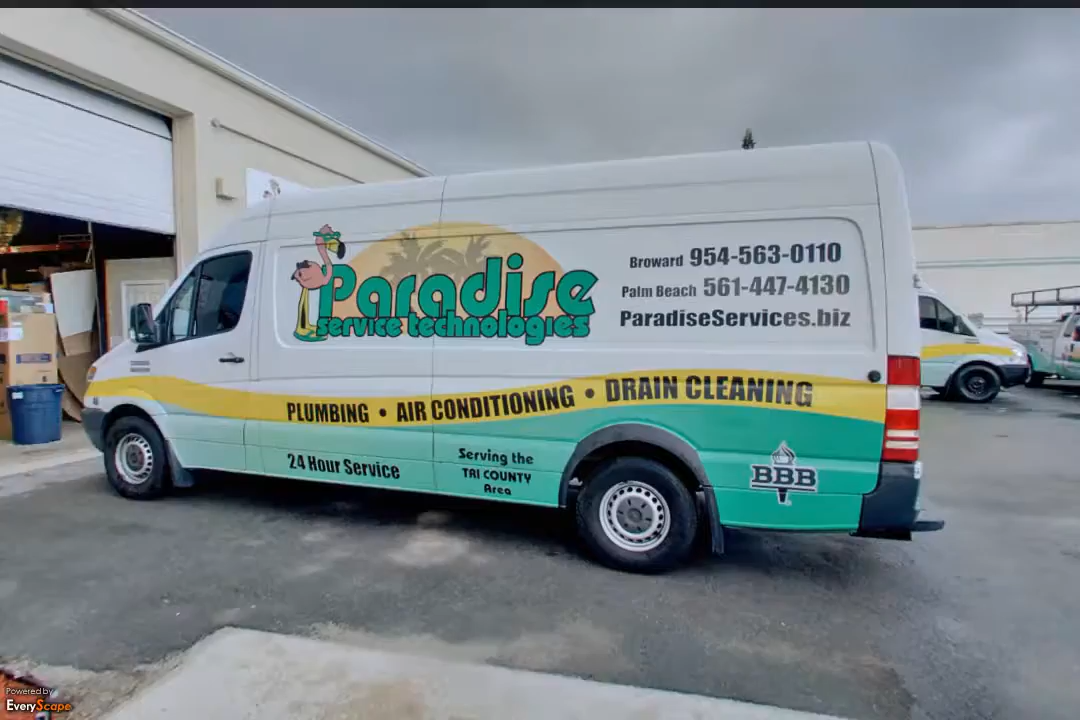 Paradise
service technologies
Broward 954-563-0110
Palm Beach 561-447-4130
ParadiseServices.biz
PLUMBING • AIR CONDITIONING • DRAIN CLEANING
24 Hour Service
Serving the
TRI COUNTY
Area
BBB
Powered by
EveryScape